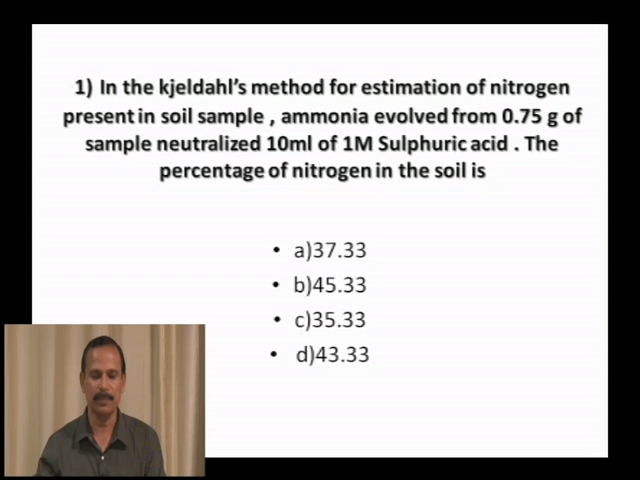 1) In the kjeldahl's method for estimation of nitrogen
present in soil sample , ammonia evolved from 0.75 g of
sample neutralized 10ml of 1M Sulphuric acid . The
percentage of nitrogen in the soil is
• a)37.33
• b)45.33
• c)35.33
• d)43.33